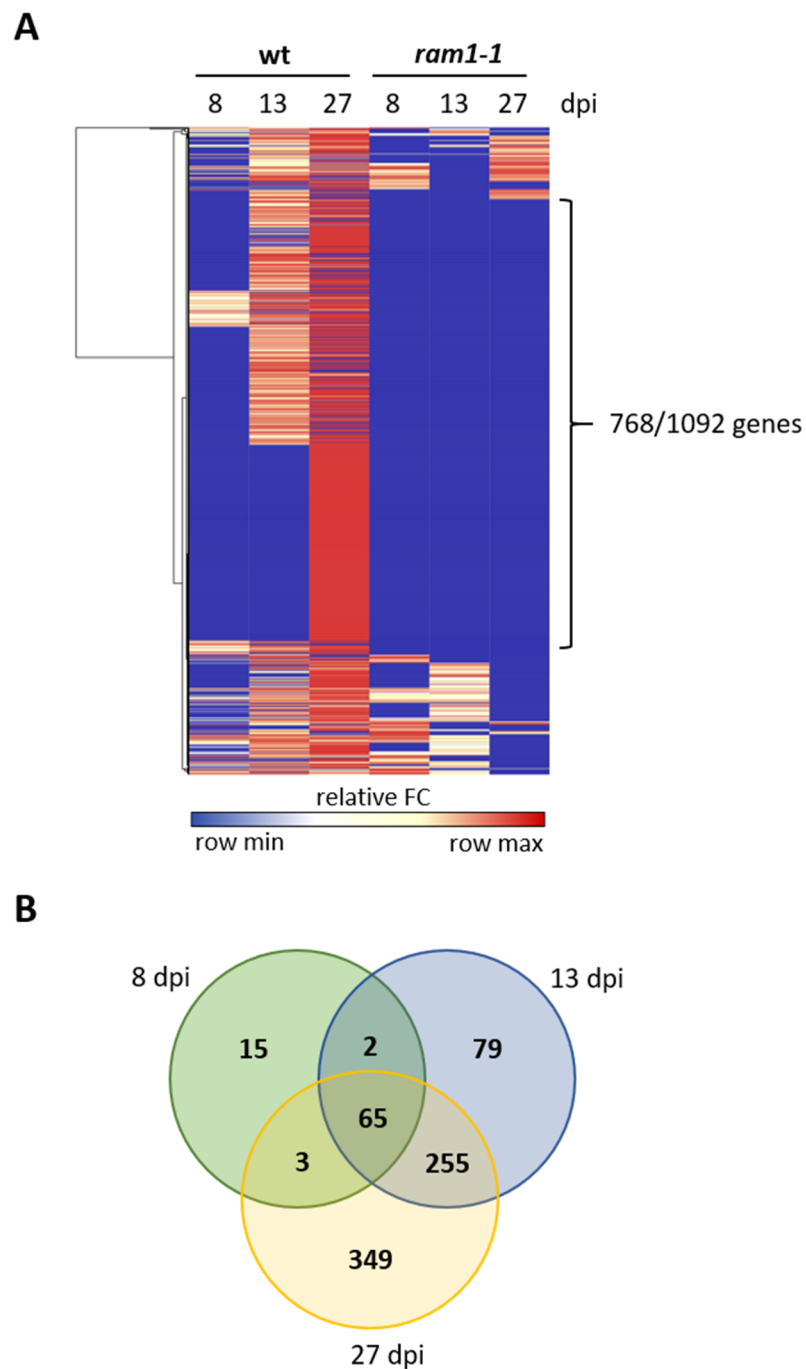 A
wt ram1-1
8 13 27 8 13 27 dpi
768/1092 genes
relative FC
row min row max
B
8 dpi 13 dpi
15 2 79
65
3 255
349
27 dpi